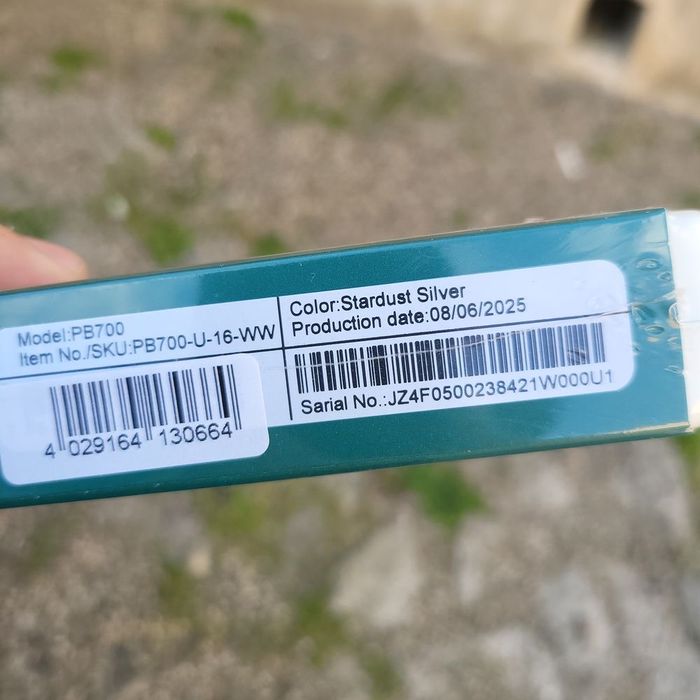 Model:PB700
Item No./SKU:PB700-U-16-WW
4 029164 130664
Color:Stardust Silver
Production date:08/06/2025
Sarial No.:JZ4F0500238421W000U1